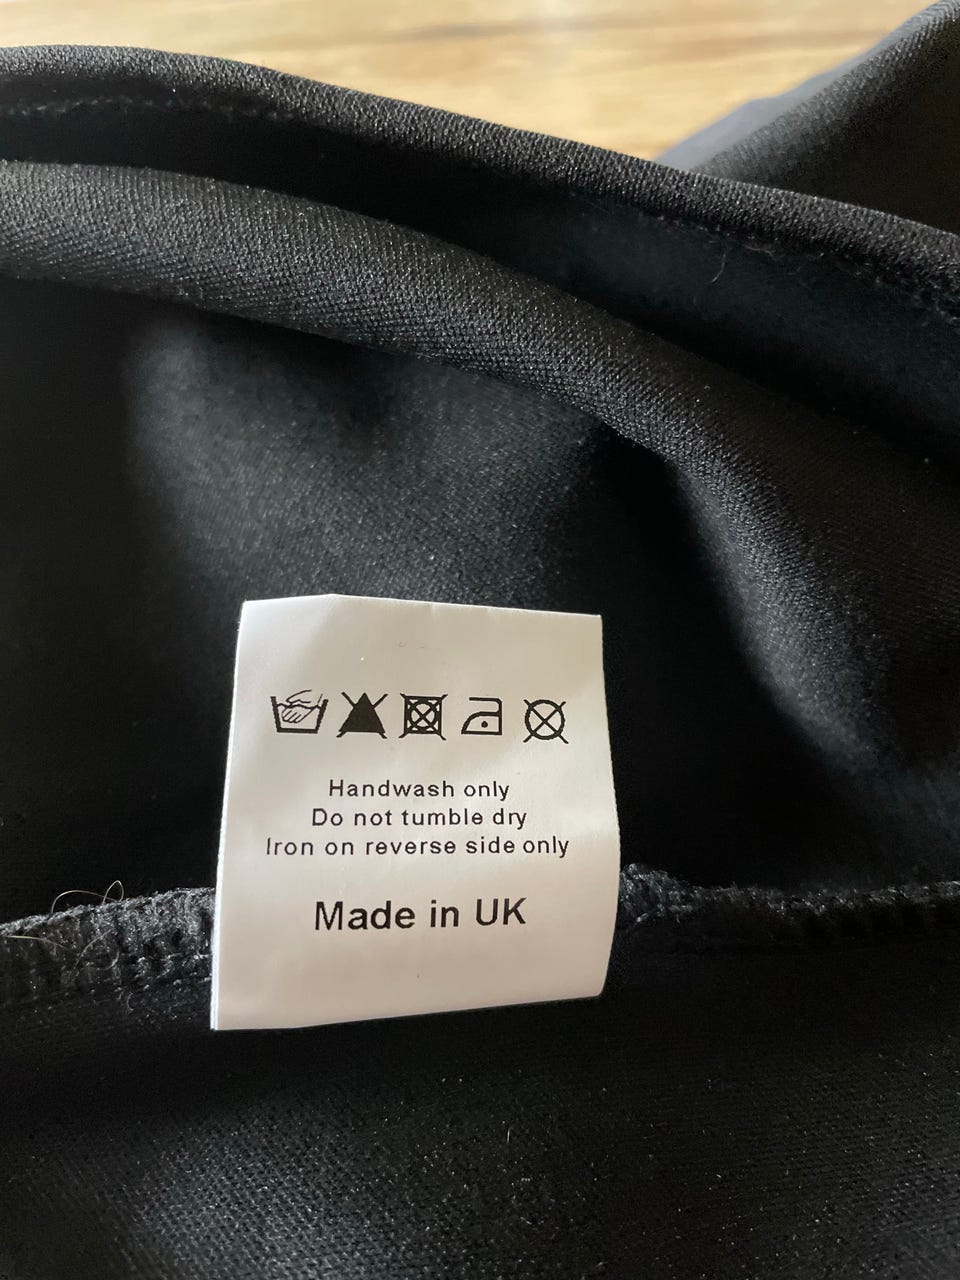 Handwash only
Do not tumble dry
Iron on reverse side only
Made in UK